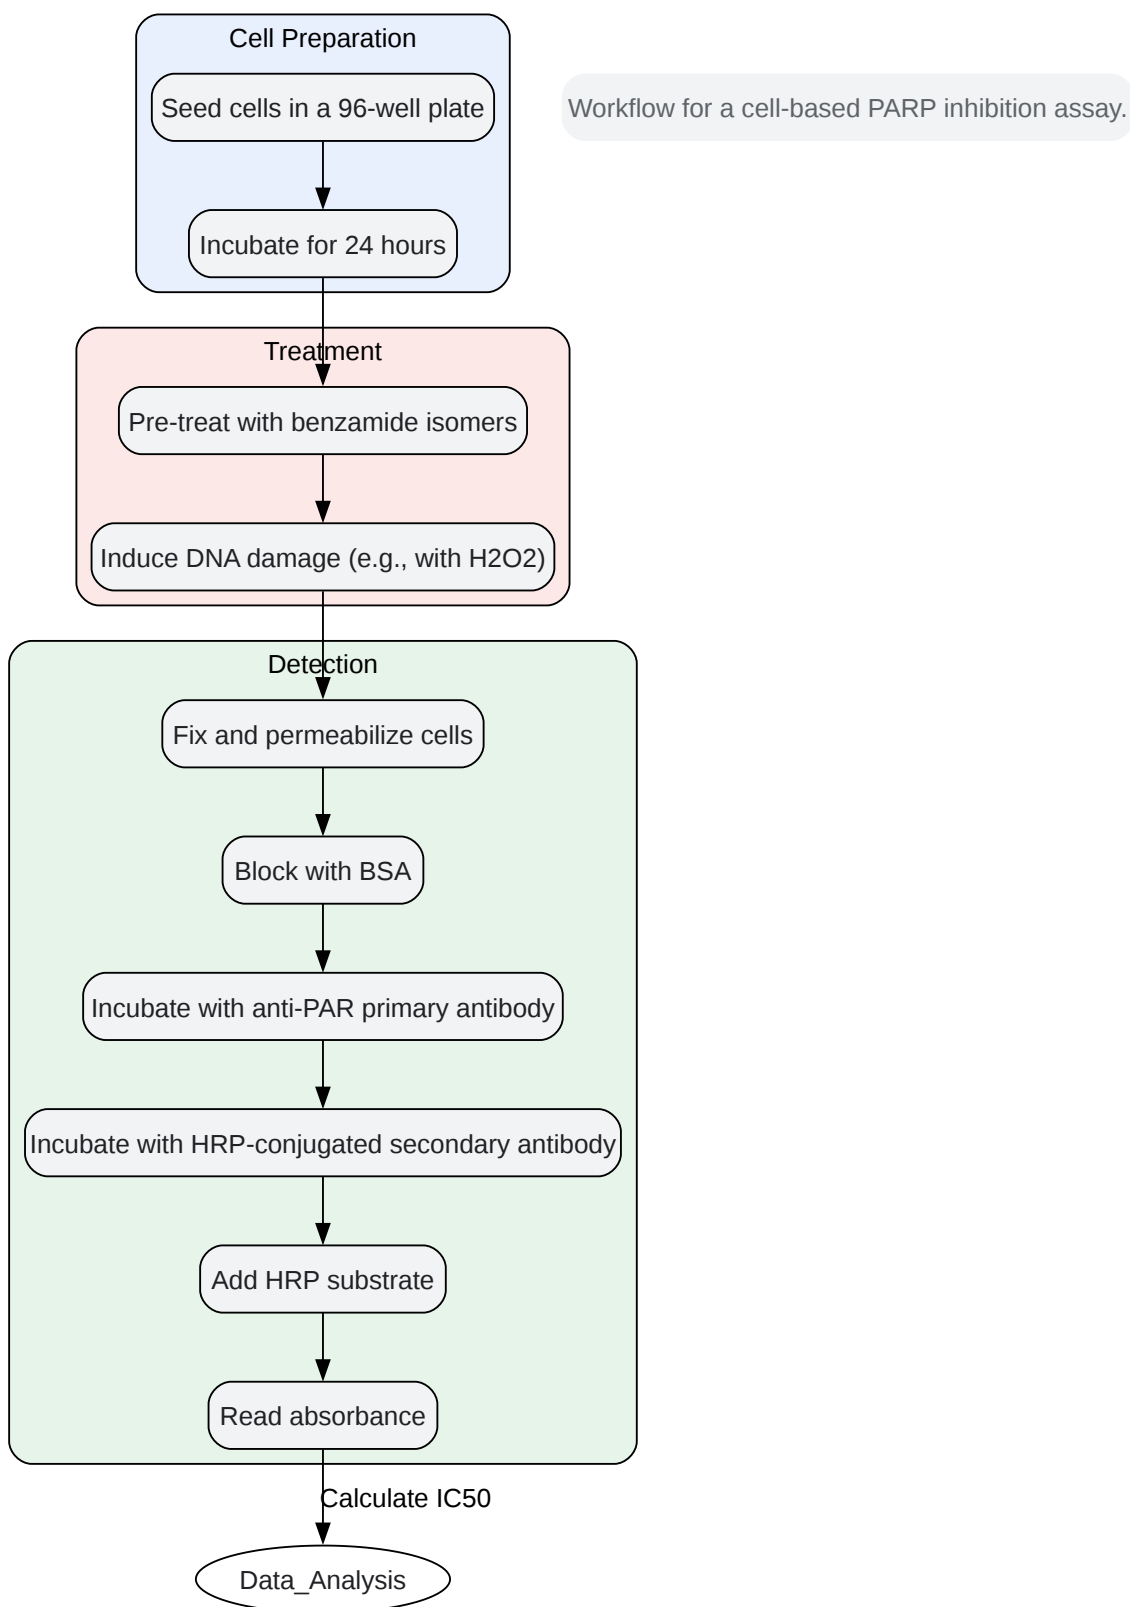 Cell Preparation
Seed cells in a 96-well plate
Workflow for a cell-based PARP inhibition assay.
Incubate for 24 hours
Treatment
Pre-treat with benzamide isomers
Induce DNA damage (e.g., with H2O2)
Detection
Fix and permeabilize cells
Block with BSA
Incubate with anti-PAR primary antibody
Incubate with HRP-conjugated secondary antibody
Add HRP substrate
Read absorbance
Calculate IC50
Data_Analysis